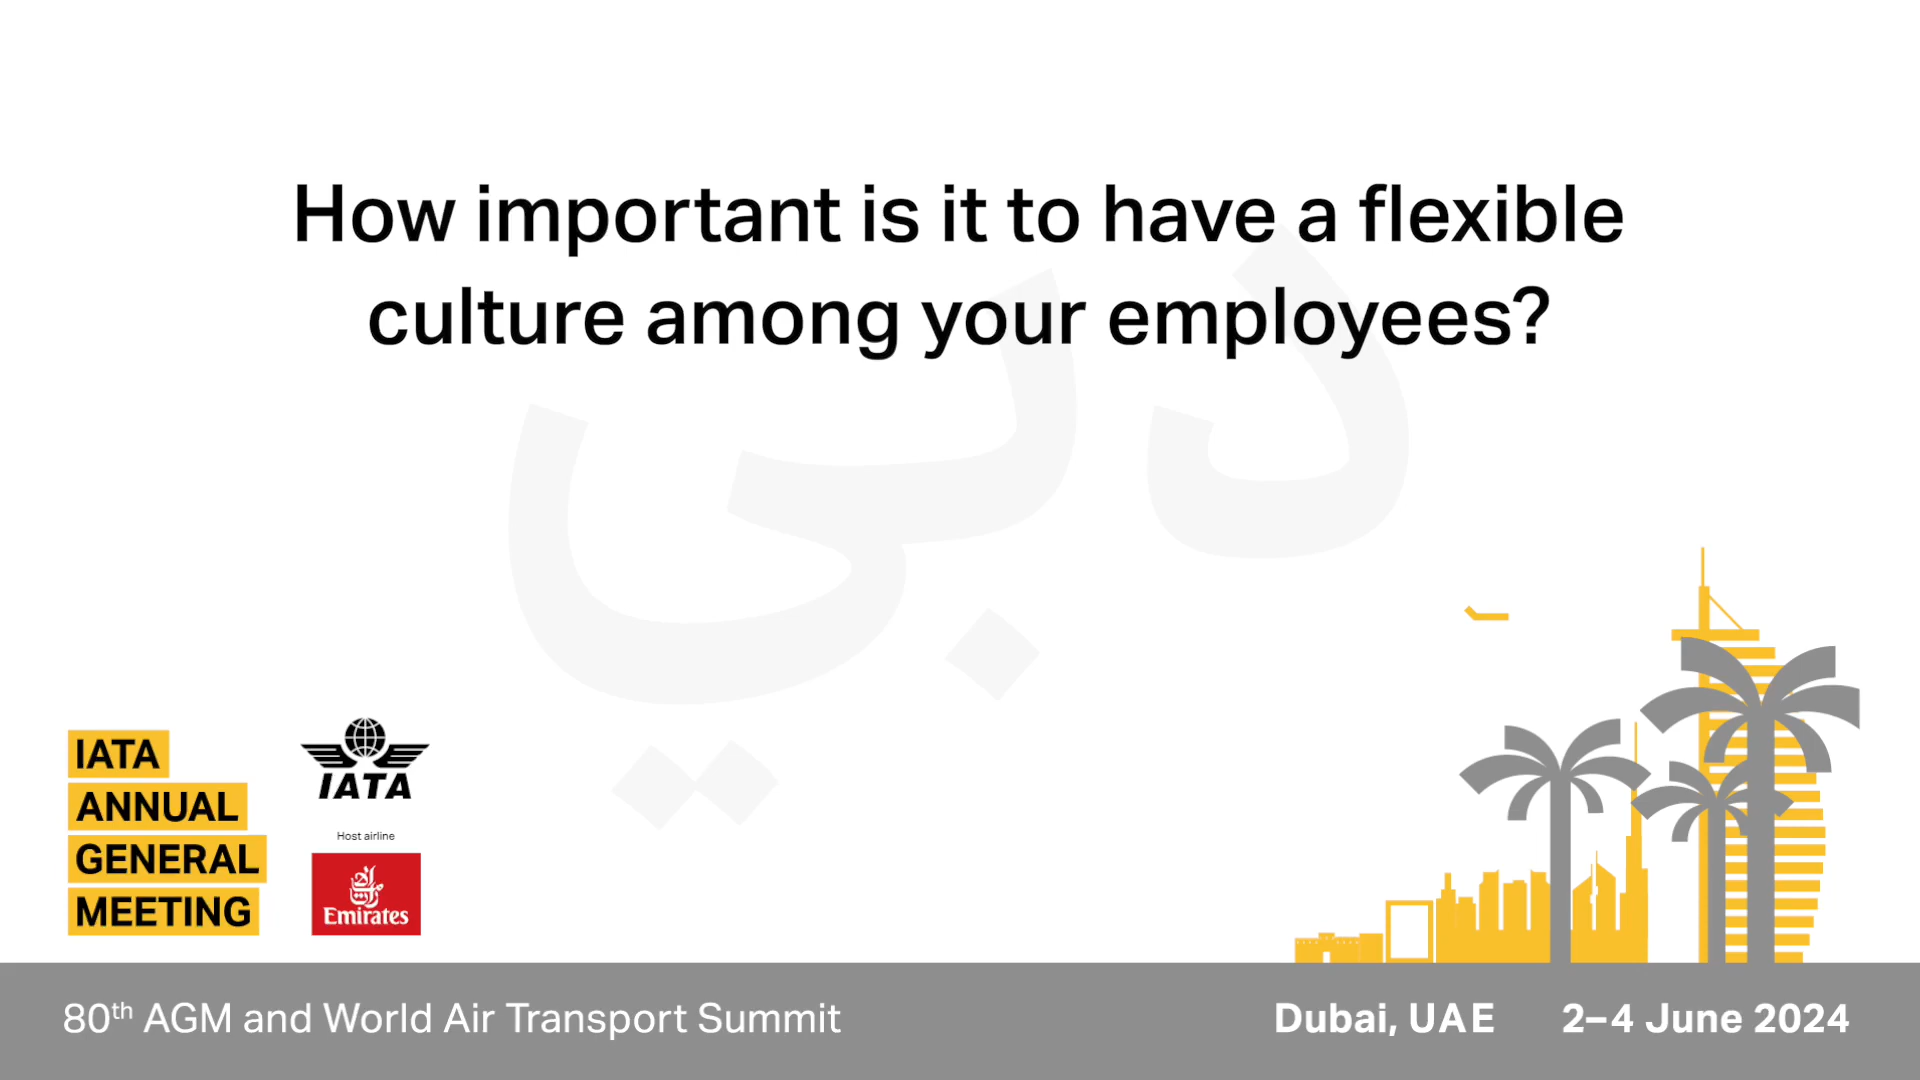 How important is it to have a flexible
culture among your employees?
دبي
IATA
ANNUAL
GENERAL
MEETING
IATA
Host airline
Emirates
80th AGM and World Air Transport Summit
Dubai, UAE 2–4 June 2024